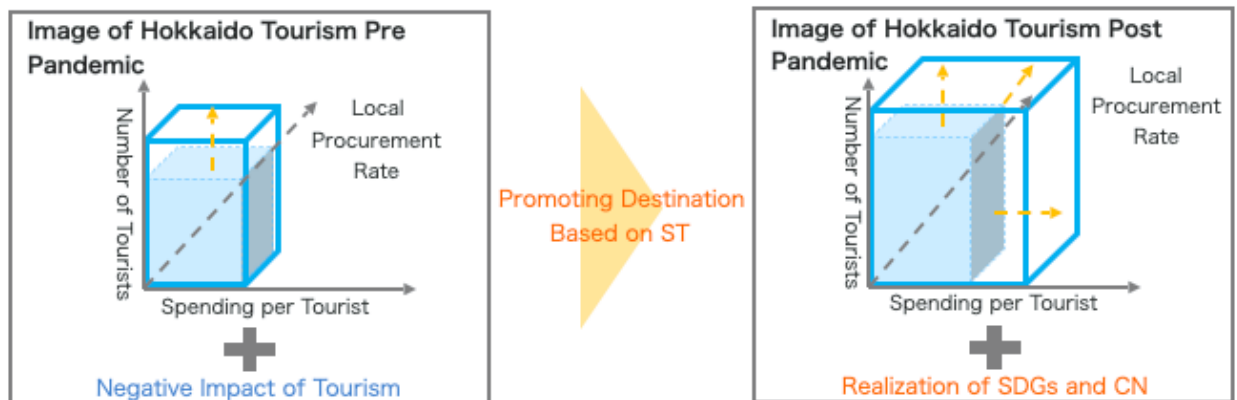 Image of Hokkaido Tourism Pre
Pandemic
Number of Tourists
Local
Procurement
Rate
Spending per Tourist
Negative Impact of Tourism
Promoting Destination
Based on ST
Image of Hokkaido Tourism Post
Pandemic
Number of Tourists
Local
Procurement
Rate
Spending per Tourist
Realization of SDGs and CN